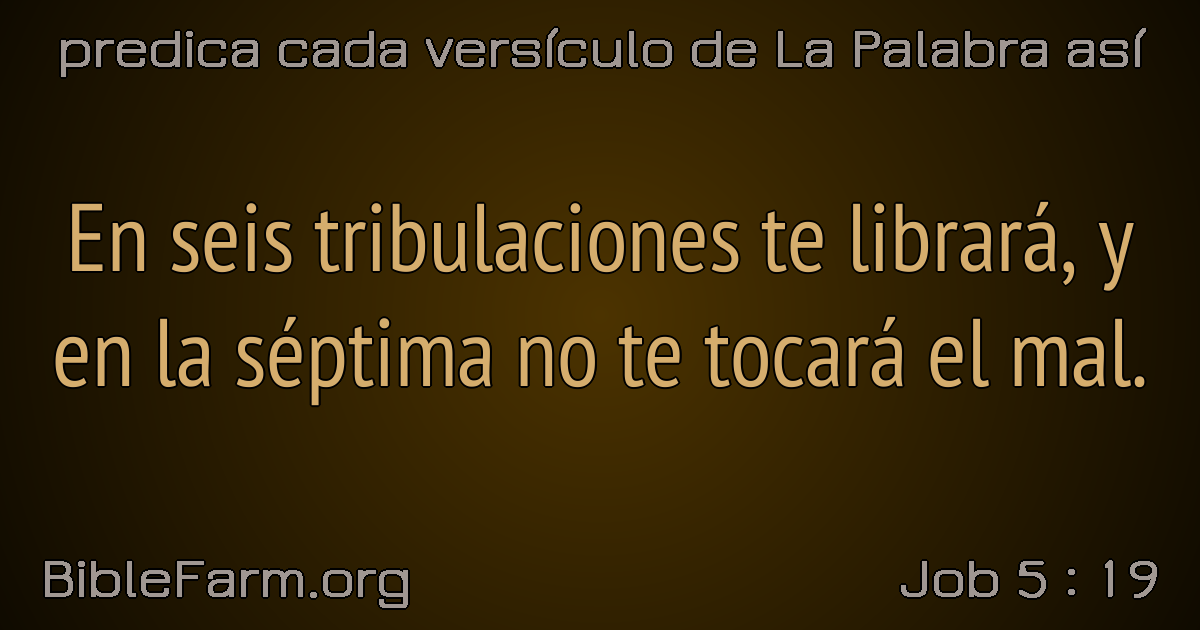 predica cada versículo de La Palabra así
En seis tribulaciones te librará, y
en la séptima no te tocará el mal.
BibleFarm.org
Job 5 : 19